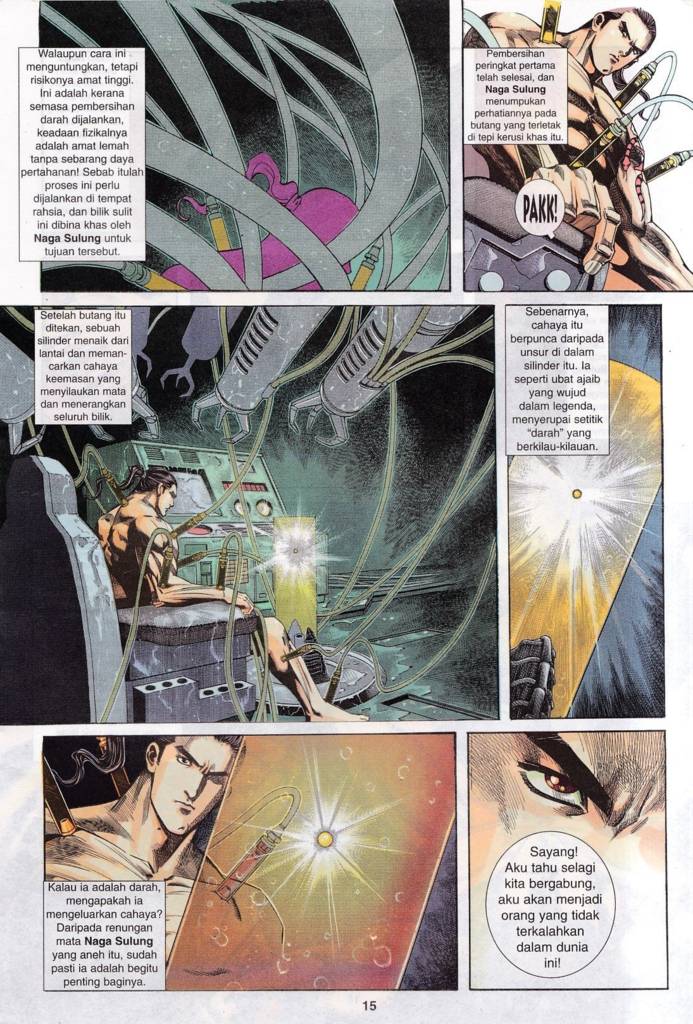 Walaupun cara ini
menguntungkan, tetapi
risikonya amat tinggi.
Ini adalah kerana
semasa pembersihan
darah dijalankan,
keadaan fizikalnya
adalah amat lemah
tanpa sebarang daya
pertahanan! Sebab itulah
proses ini perlu
dijalankan di tempat
rahsia, dan bilik sulit
ini dibina khas oleh
Naga Sulung untuk
tujuan tersebut.
Pembersihan
peringkat pertama
telah selesai, dan
Naga Sulung
menumpukan
perhatiannya pada
butang yang terletak
di tepi kerusi khas itu.
PAKK!
Setelah butang itu
ditekan, sebuah
silinder menaik dari
lantai dan meman-
carkan cahaya
keemasan yang
menyilaukan mata
dan menerangkan
seluruh bilik.
Sebenarnya,
cahaya itu
berpunca daripada
unsur di dalam
silinder itu. Ia
seperti ubat ajaib
yang wujud
dalam legenda,
menyerupai setitik
“darah” yang
berkilau-kilauan.
Kalau ia adalah darah,
mengapakah ia
mengeluarkan cahaya?
Daripada renungan
mata Naga Sulung
yang aneh itu, sudah
pasti ia adalah begitu
penting baginya.
Sayang!
Aku tahu selagi
kita bergabung,
aku akan menjadi
orang yang tidak
terkalahkan
dalam dunia
ini!
15